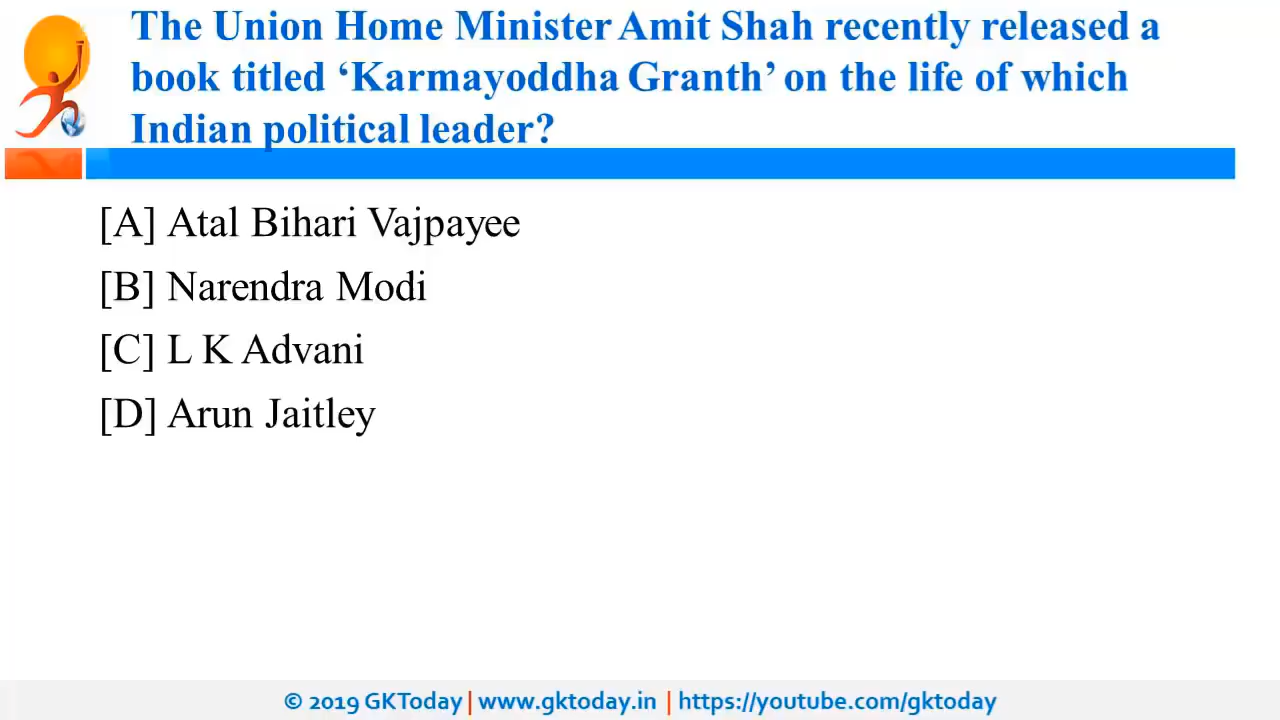 The Union Home Minister Amit Shah recently released a
book titled ‘Karmayoddha Granth’ on the life of which
Indian political leader?
[A] Atal Bihari Vajpayee
[B] Narendra Modi
[C] L K Advani
[D] Arun Jaitley
© 2019 GKToday | www.gktoday.in | https://youtube.com/gktoday